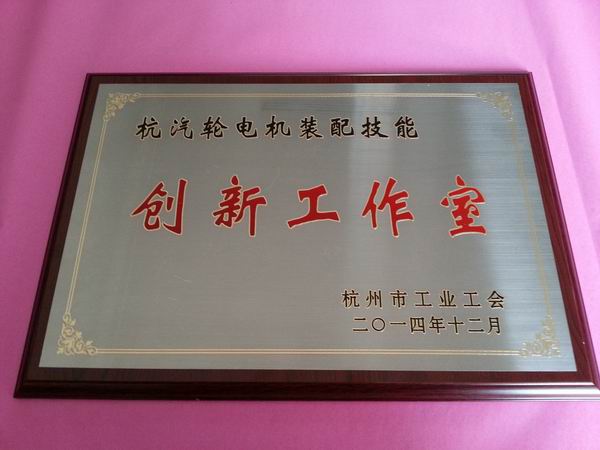 杭汽轮电机装配技能
创新工作室
杭州市工业工会
二〇一四年十二月